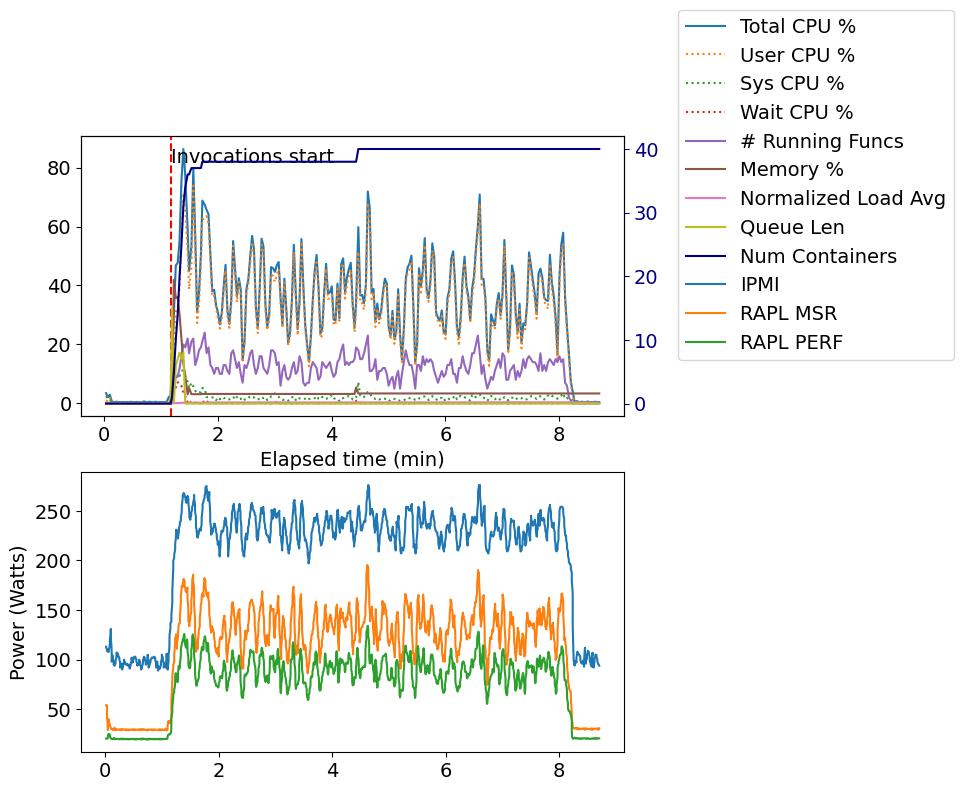 Total CPU %
User CPU %
Sys CPU %
Wait CPU %
# Running Funcs
Memory %
Normalized Load Avg
Queue Len
Num Containers
IPMI
RAPL MSR
RAPL PERF
Invocations start
80
60
40
20
0
40
30
20
10
0
0 2 4 6 8
Elapsed time (min)
Power (Watts)
250
200
150
100
50
0 2 4 6 8